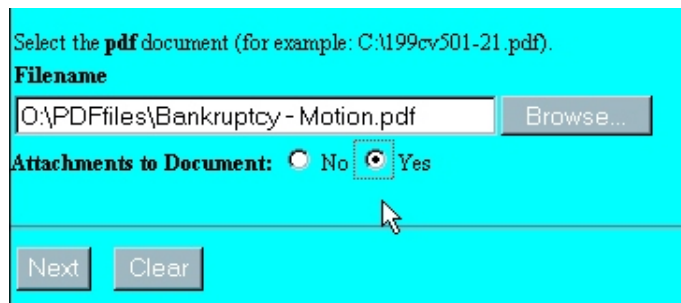 Select the pdf document (for example: C:\199cv501-21.pdf).
Filename
O:\PDFfiles\Bankruptcy - Motion.pdf Browse...
Attachments to Document: No Yes
Next Clear